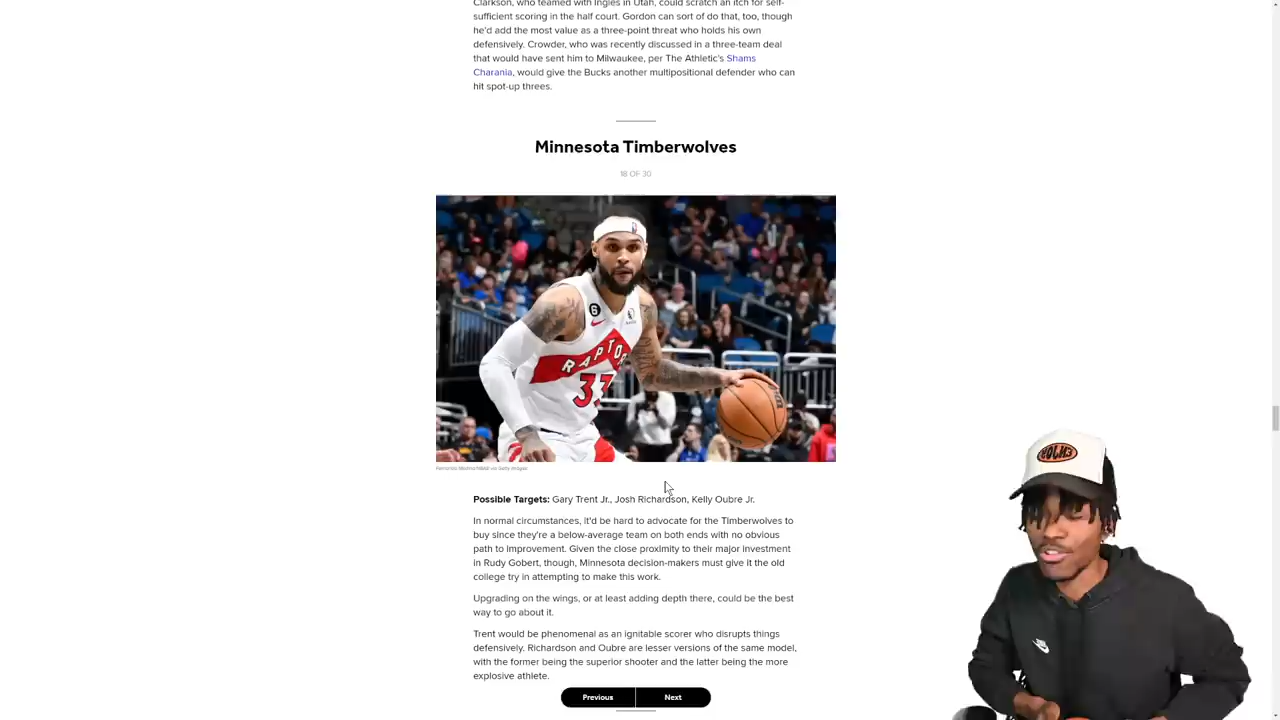 Clarkson, who teamed with Ingles in Utah, could scratch an itch for self-
sufficient scoring in the half court. Gordon can sort of do that, too, though
he'd add the most value as a three-point threat who holds his own
defensively. Crowder, who was recently discussed in a three-team deal
that would have sent him to Milwaukee, per The Athletic's Shams
Charania, would give the Bucks another multipositional defender who can
hit spot-up threes.
Minnesota Timberwolves
18 OF 30
6
RAPTO
33
Possible Targets: Gary Trent Jr., Josh Richardson, Kelly Oubre Jr.
In normal circumstances, it'd be hard to advocate for the Timberwolves to
buy since they're a below-average team on both ends with no obvious
path to improvement. Given the close proximity to their major investment
in Rudy Gobert, though, Minnesota decision-makers must give it the old
college try in attempting to make this work.
Upgrading on the wings, or at least adding depth there, could be the best
way to go about it.
Trent would be phenomenal as an ignitable scorer who disrupts things
defensively. Richardson and Oubre are lesser versions of the same model,
with the former being the superior shooter and the latter being the more
explosive athlete.
Previous
Next